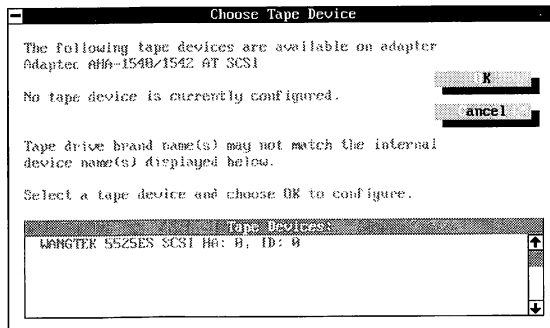 Choose Tape Device
The following tape devices are available on adapter
Adaptec AHA-1540/1542 AT SCSI
OK
No tape device is currently configured.
Cancel
Tape drive brand name(s) may not match the internal
device name(s) displayed below.
Select a tape device and choose OK to configure.
Tape Devices:
WANGTEK 5525ES SCSI HA: 0, ID: 0